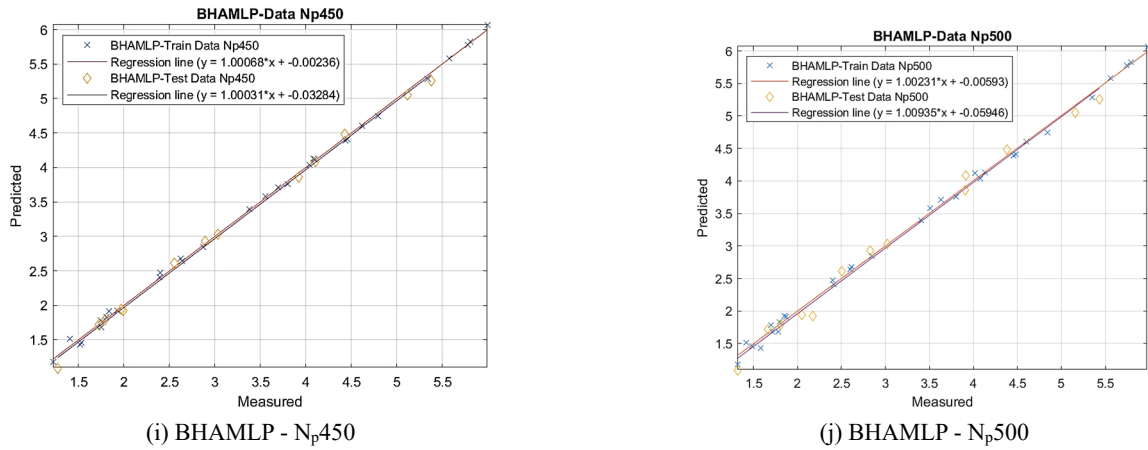 BHAMLP-Data Np450
6
5.5
5
4.5
4
3.5
3
2.5
2
1.5
Predicted
BHAMLP-Train Data Np450
Regression line (y = 1.00068*x + -0.00236)
BHAMLP-Test Data Np450
Regression line (y = 1.00031*x + -0.03284)
1.5 2 2.5 3 3.5 4 4.5 5 5.5 6
Measured
(i) BHAMLP - Np450
BHAMLP-Data Np500
6
5.5
5
4.5
4
3.5
3
2.5
2
1.5
Predicted
BHAMLP-Train Data Np500
Regression line (y = 1.00231*x + -0.00593)
BHAMLP-Test Data Np500
Regression line (y = 1.00935*x + -0.05946)
1.5 2 2.5 3 3.5 4 4.5 5 5.5
Measured
(j) BHAMLP - Np500